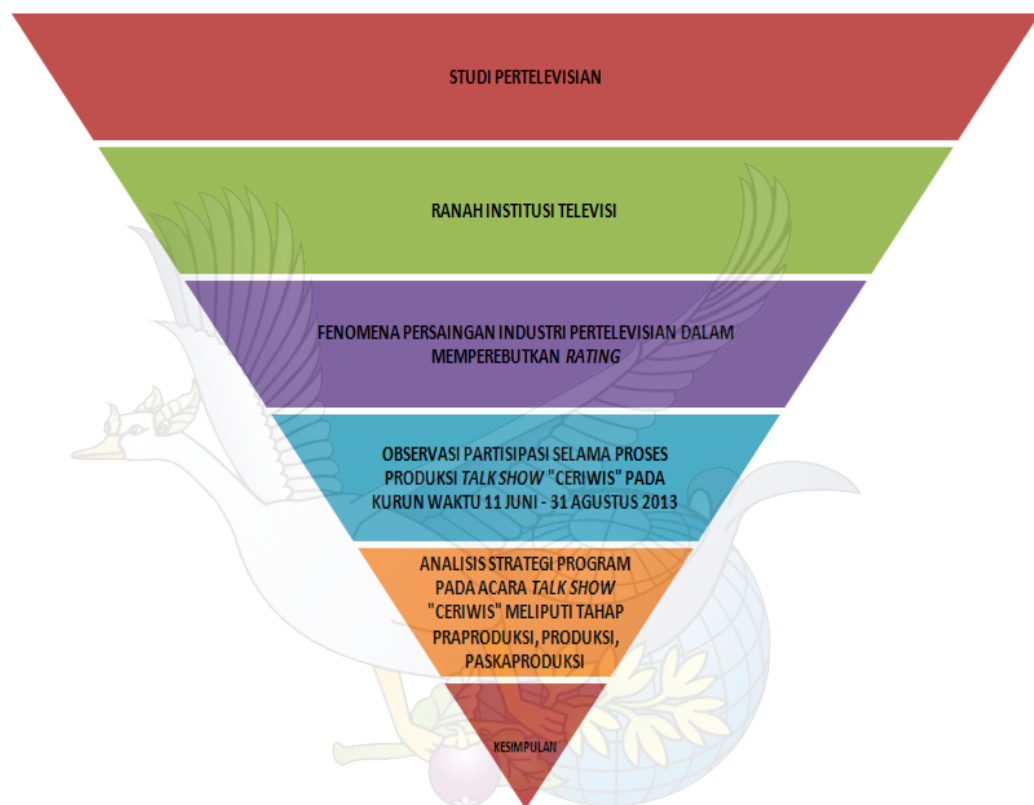 STUDI PERTELEVISIAN
RANAH INSTITUSI TELEVISI
FENOMENA PERSAINGAN INDUSTRI PERTELEVISIAN DALAM
MEMPEREBUTKAN RATING
OBSERVASI PARTISIPASI SELAMA PROSES
PRODUKSI TALK SHOW "CERIWIS" PADA
KURUN WAKTU 11 JUNI - 31 AGUSTUS 2013
ANALISIS STRATEGI PROGRAM
PADA ACARA TALK SHOW
"CERIWIS" MELIPUTI TAHAP
PRAPRODUKSI, PRODUKSI,
PASKAPRODUKSI
KESIMPULAN